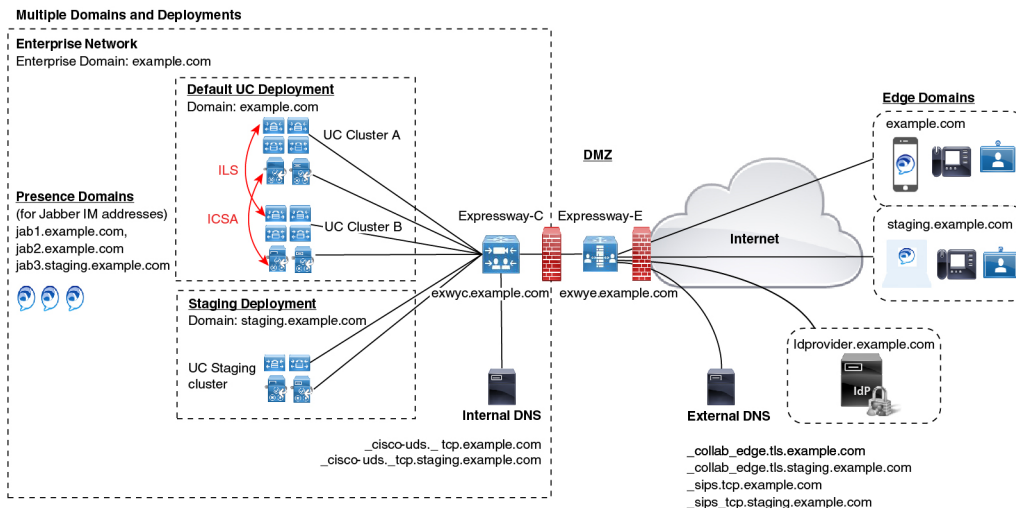 Multiple Domains and Deployments
Enterprise Network
Enterprise Domain: example.com
Default UC Deployment
Domain: example.com
UC Cluster A
ILS
ICSA
UC Cluster B
Presence Domains
(for Jabber IM addresses)
jab1.example.com,
jab2.example.com
jab3.staging.example.com
Staging Deployment
Domain: staging.example.com
UC Staging
cluster
Expressway-C
exwyc.example.com
Internal DNS
_cisco-uds._ tcp.example.com
_cisco-uds._tcp.staging.example.com
DMZ
Expressway-E
exwye.example.com
Internet
External DNS
_collab_edge.tls.example.com
_collab_edge.tls.staging.example.com
_sips.tcp.example.com
_sips_tcp.staging.example.com
Edge Domains
example.com
staging.example.com
Idprovider.example.com
IdP